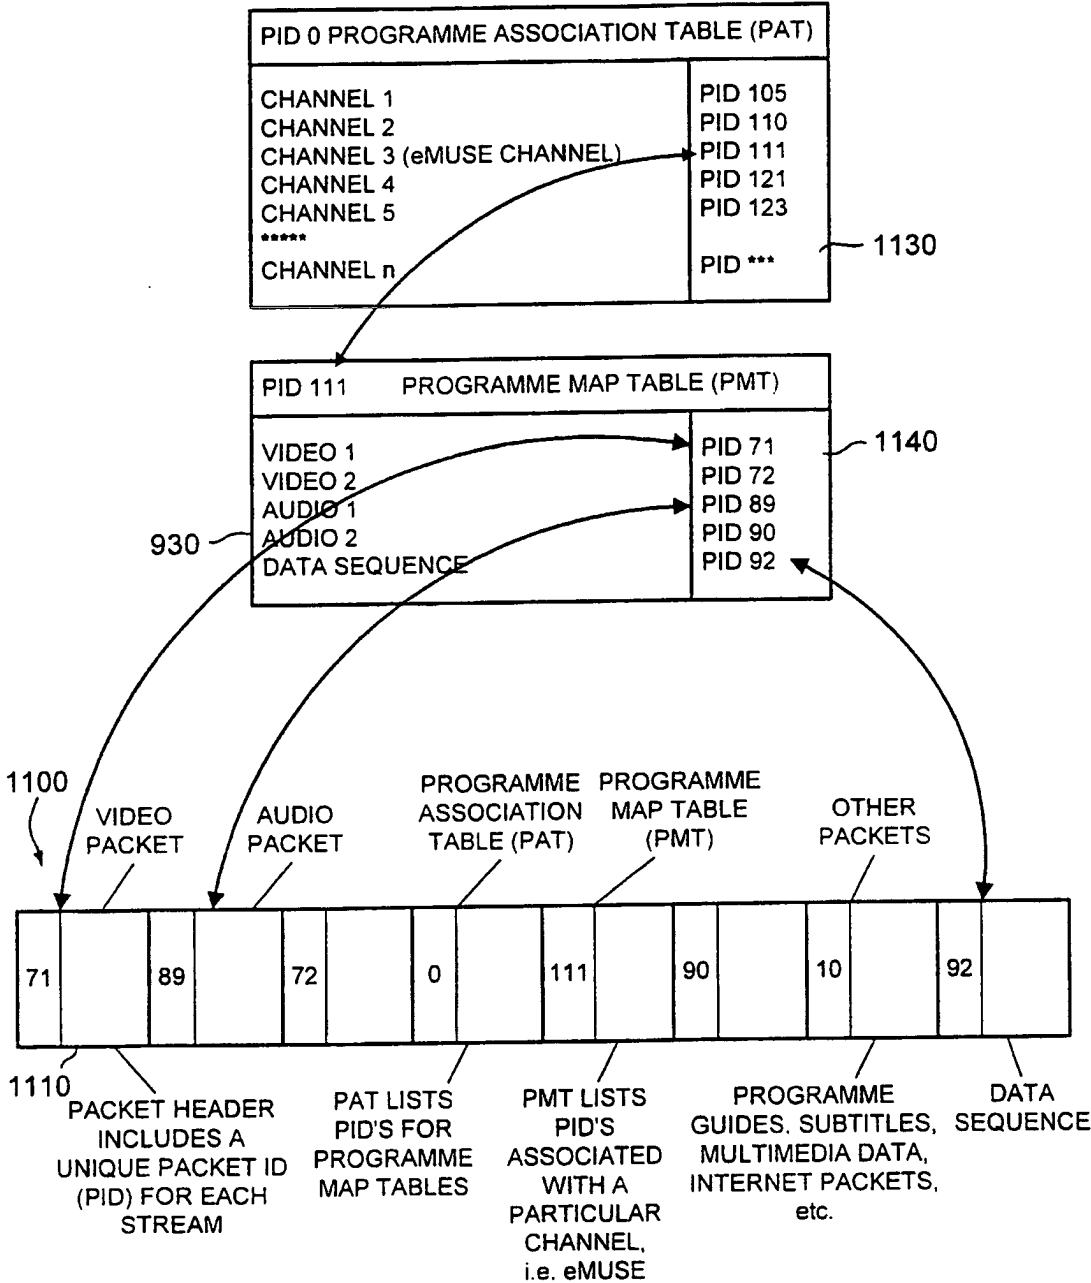 PID 0 PROGRAMME ASSOCIATION TABLE (PAT)
CHANNEL 1 PID 105
CHANNEL 2 PID 110
CHANNEL 3 (eMUSE CHANNEL) PID 111
CHANNEL 4 PID 121
CHANNEL 5 PID 123
*****
CHANNEL n PID ***
1130
PID 111 PROGRAMME MAP TABLE (PMT)
VIDEO 1 PID 71
VIDEO 2 PID 72
AUDIO 1 PID 89
AUDIO 2 PID 90
DATA SEQUENCE PID 92
1140
930
1100
VIDEO
PACKET
AUDIO
PACKET
PROGRAMME
ASSOCIATION
TABLE (PAT)
PROGRAMME
MAP TABLE
(PMT)
OTHER
PACKETS
71 89 72 0 111 90 10 92
1110
PACKET HEADER
INCLUDES A
UNIQUE PACKET ID
(PID) FOR EACH
STREAM
PAT LISTS
PID'S FOR
PROGRAMME
MAP TABLES
PMT LISTS
PID'S
ASSOCIATED
WITH A
PARTICULAR
CHANNEL,
i.e. eMUSE
PROGRAMME
GUIDES. SUBTITLES,
MULTIMEDIA DATA,
INTERNET PACKETS,
etc.
DATA
SEQUENCE